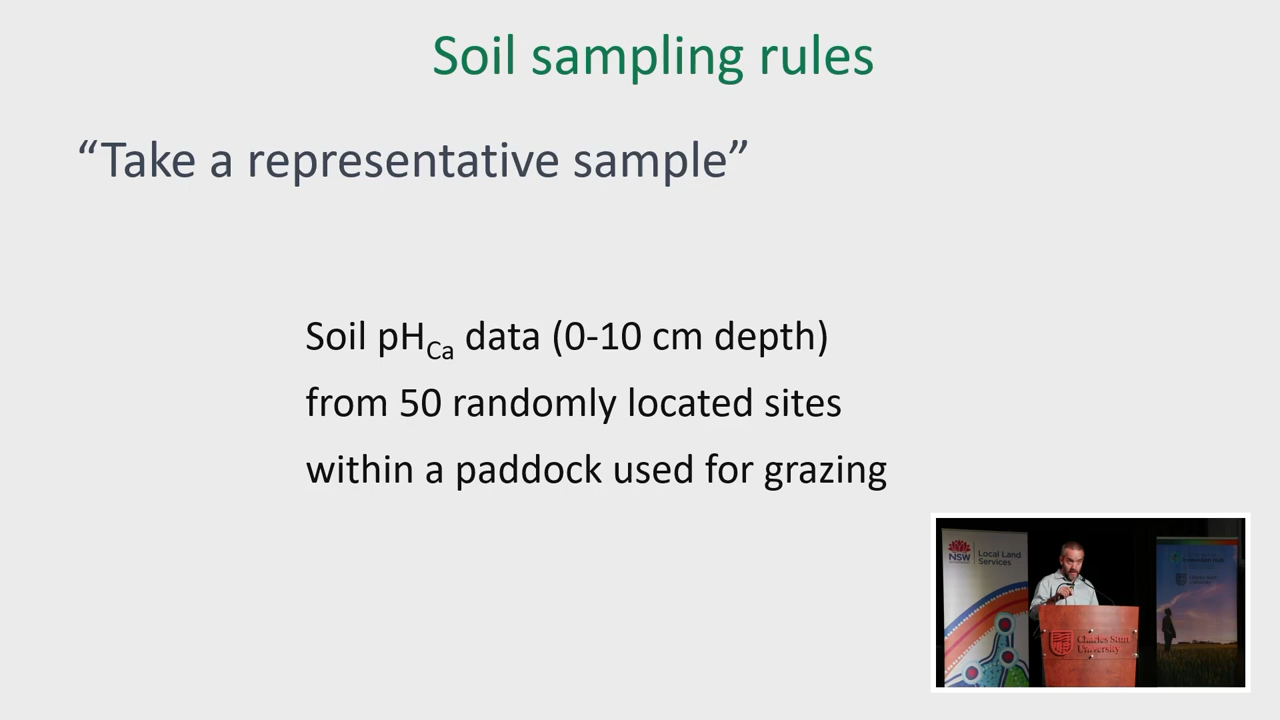 Soil sampling rules
“Take a representative sample”
Soil pHCa data (0-10 cm depth)
from 50 randomly located sites
within a paddock used for grazing
NSW
Local Land
Services
Charles Sturt
University